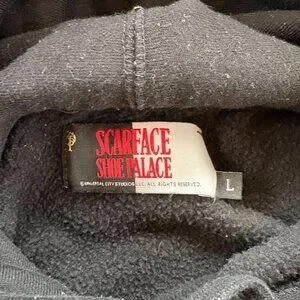 SCARFACE
SHOE PALACE
© UNIVERSAL CITY STUDIOS LLC. ALL RIGHTS RESERVED.
L